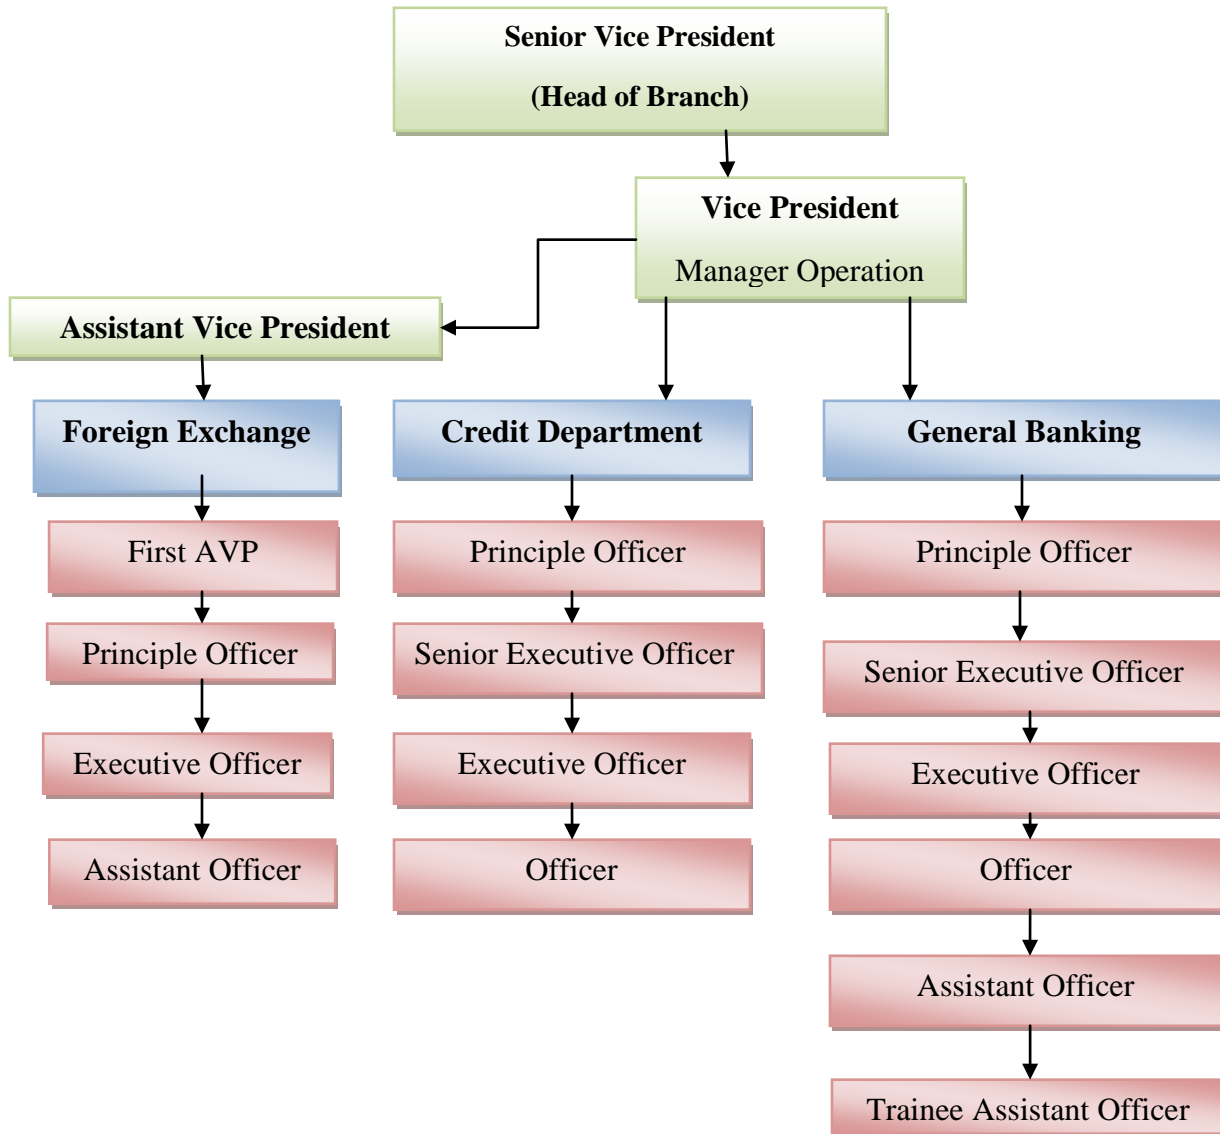 Senior Vice President
(Head of Branch)
Vice President
Manager Operation
Assistant Vice President
Foreign Exchange
Credit Department
General Banking
First AVP
Principle Officer
Principle Officer
Principle Officer
Senior Executive Officer
Senior Executive Officer
Executive Officer
Executive Officer
Executive Officer
Assistant Officer
Officer
Officer
Assistant Officer
Trainee Assistant Officer